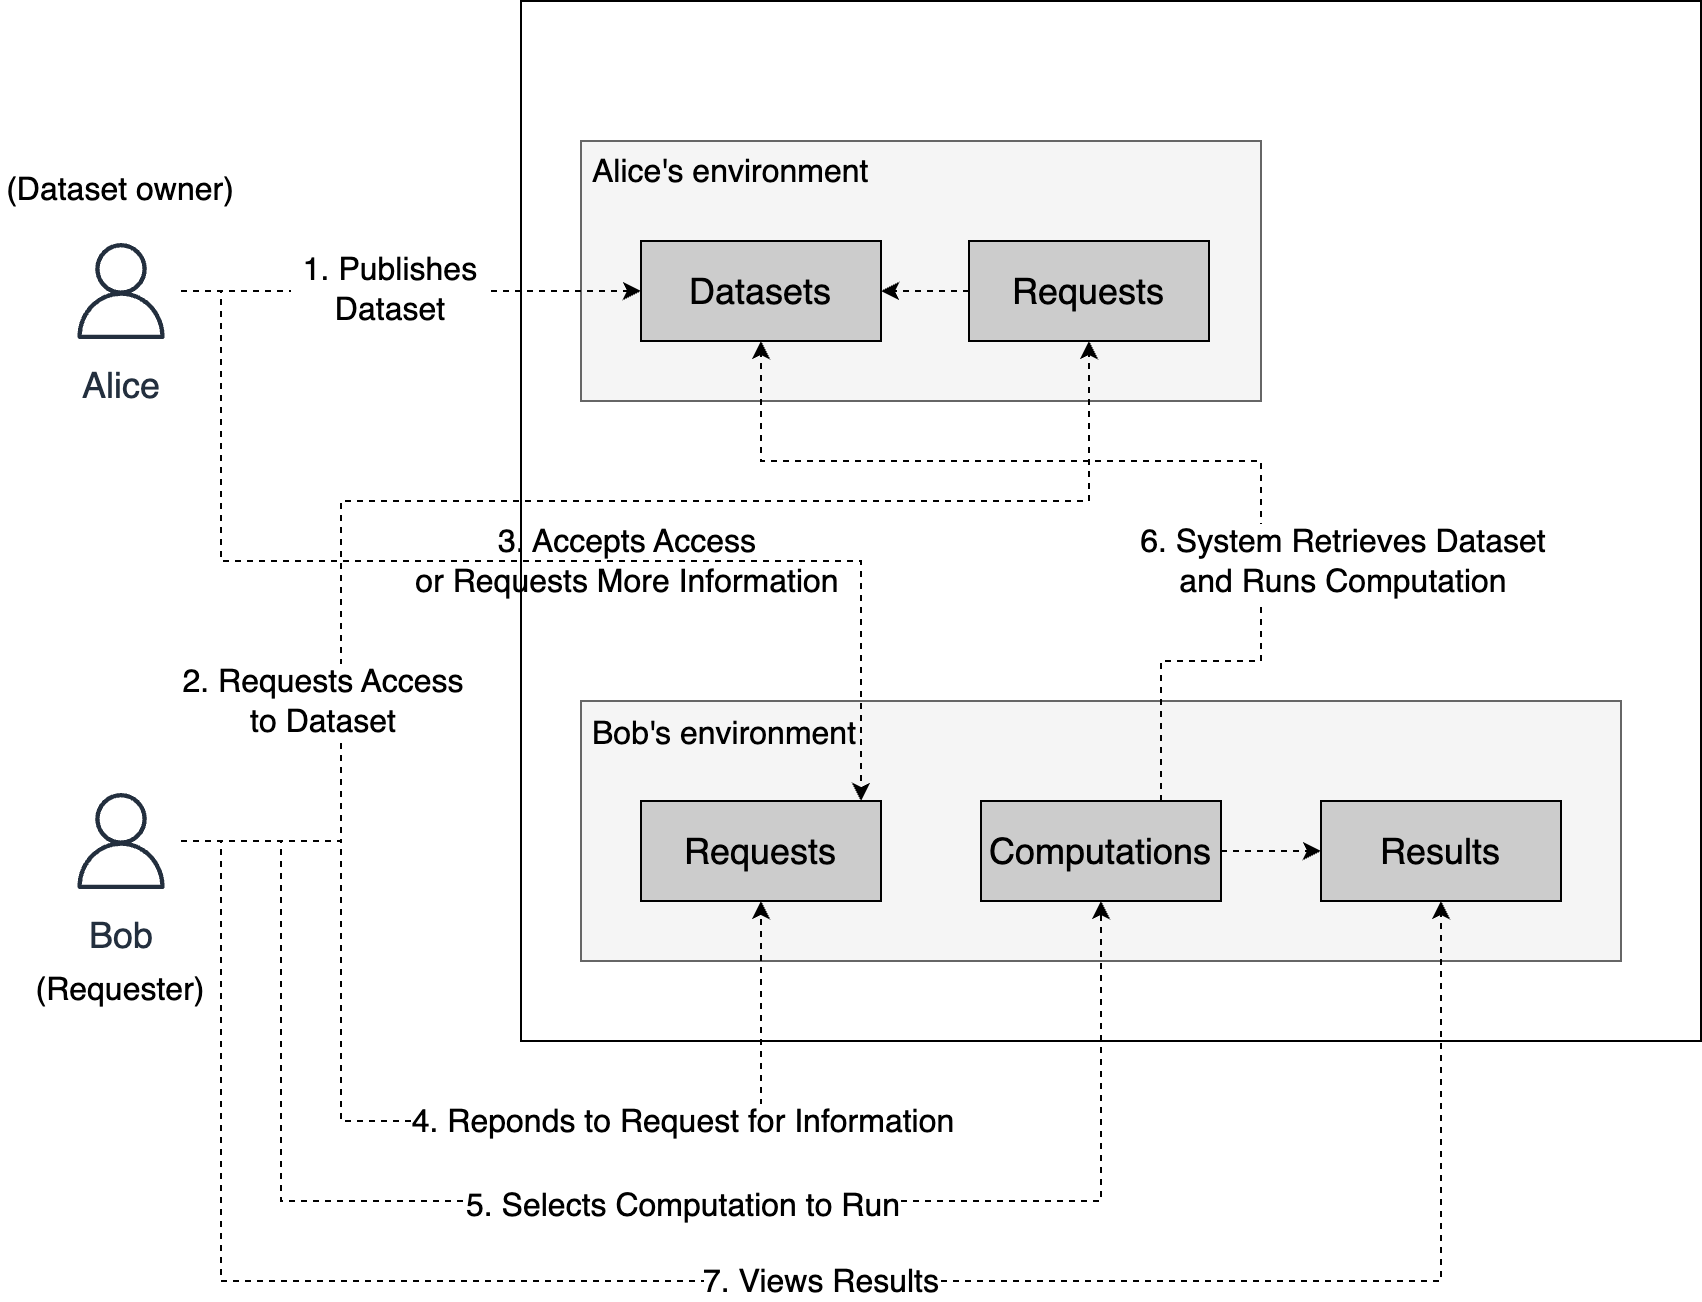 Alice's environment
(Dataset owner)
1. Publishes
Dataset
Datasets
Requests
Alice
3. Accepts Access
or Requests More Information
6. System Retrieves Dataset
and Runs Computation
2. Requests Access
to Dataset
Bob's environment
Requests
Computations
Results
Bob
(Requester)
4. Reponds to Request for Information
5. Selects Computation to Run
7. Views Results